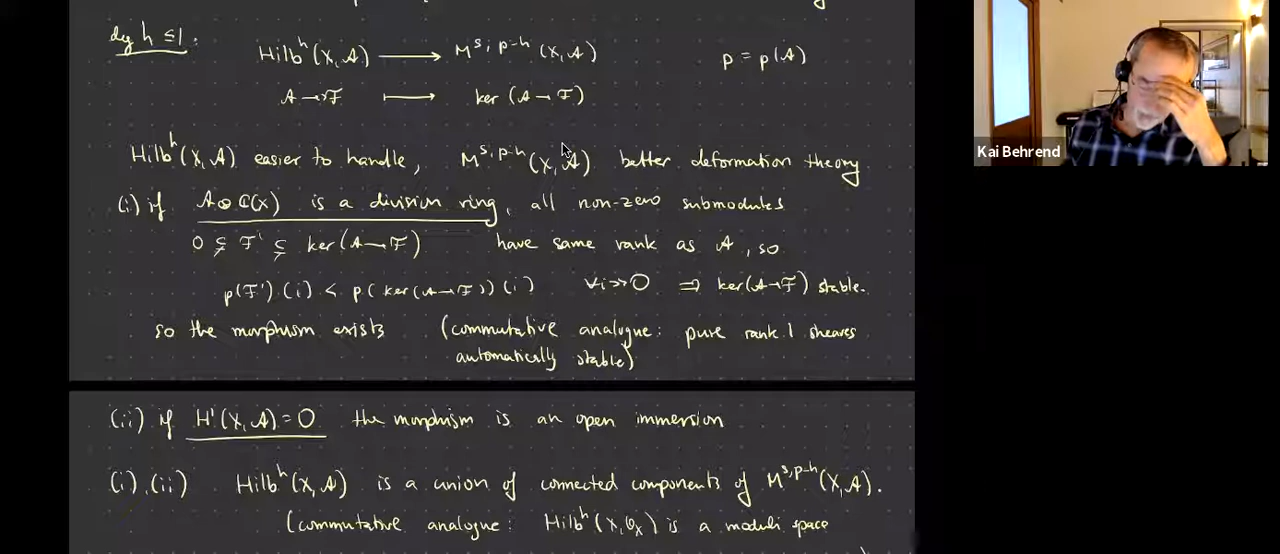 deg h ≤ 1:
Hilb^h(X, A) ⟶ M^{s, p-h}(X, A)    p = p(A)
A → F ⟼ ker(A → F)
Hilb^h(X, A) easier to handle, M^{s, p-h}(X, A) better deformation theory
(i) if A ⊗ C(X) is a division ring, all non-zero submodules
0 ⊊ F' ⊊ ker(A → F) have same rank as A, so
p(F')(i) < p(ker(A → F))(i) ∀i >> 0 ⇒ ker(A → F) stable.
so the morphism exists (commutative analogue: pure rank 1 sheaves
automatically stable)
(ii) if H¹(X, A) = 0 the morphism is an open immersion
(i), (ii) Hilb^h(X, A) is a union of connected components of M^{s, p-h}(X, A).
(commutative analogue: Hilb^h(X, O_X) is a moduli space
Kai Behrend